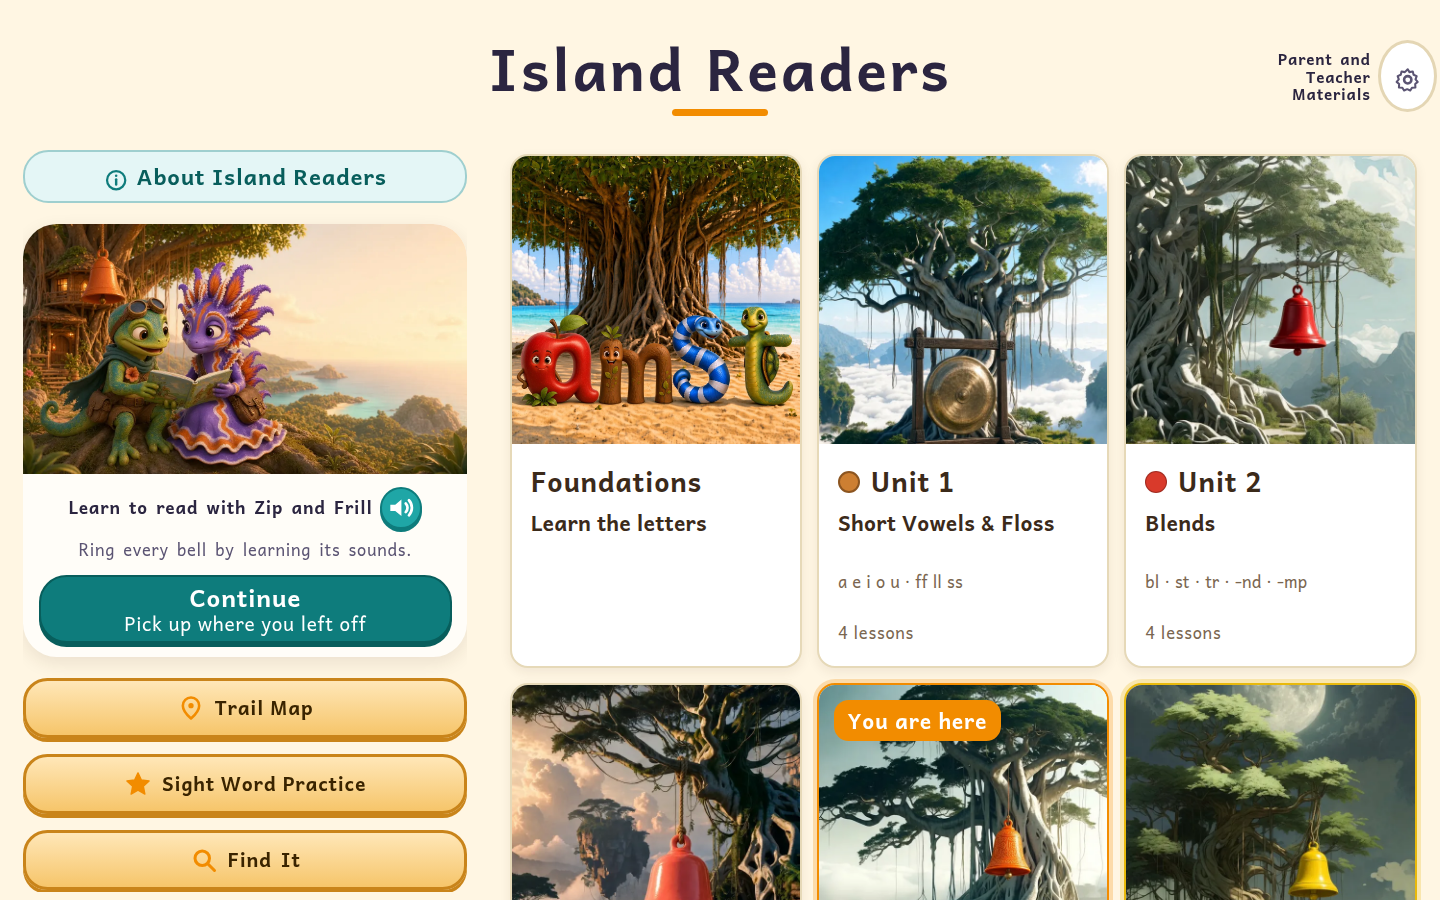 Island Readers
Parent and
Teacher
Materials
About Island Readers
Learn to read with Zip and Frill
Ring every bell by learning its sounds.
Continue
Pick up where you left off
Trail Map
Sight Word Practice
Find It
a m s t
Foundations
Learn the letters
Unit 1
Short Vowels & Floss
a e i o u · ff ll ss
4 lessons
Unit 2
Blends
bl · st · tr · -nd · -mp
4 lessons
You are here